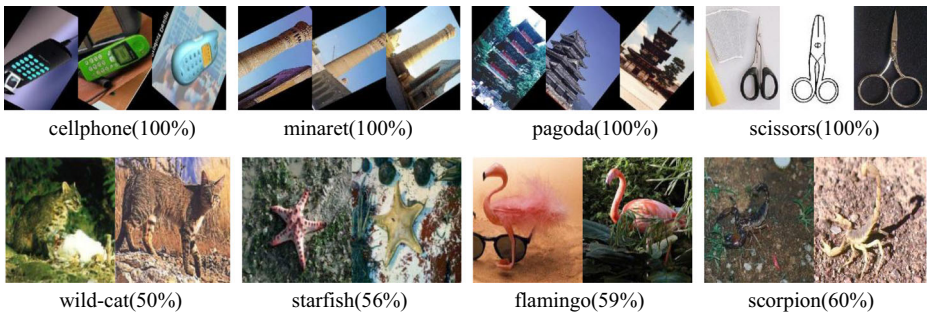 cellphone(100%)
minaret(100%)
pagoda(100%)
scissors(100%)
wild-cat(50%)
starfish(56%)
flamingo(59%)
scorpion(60%)